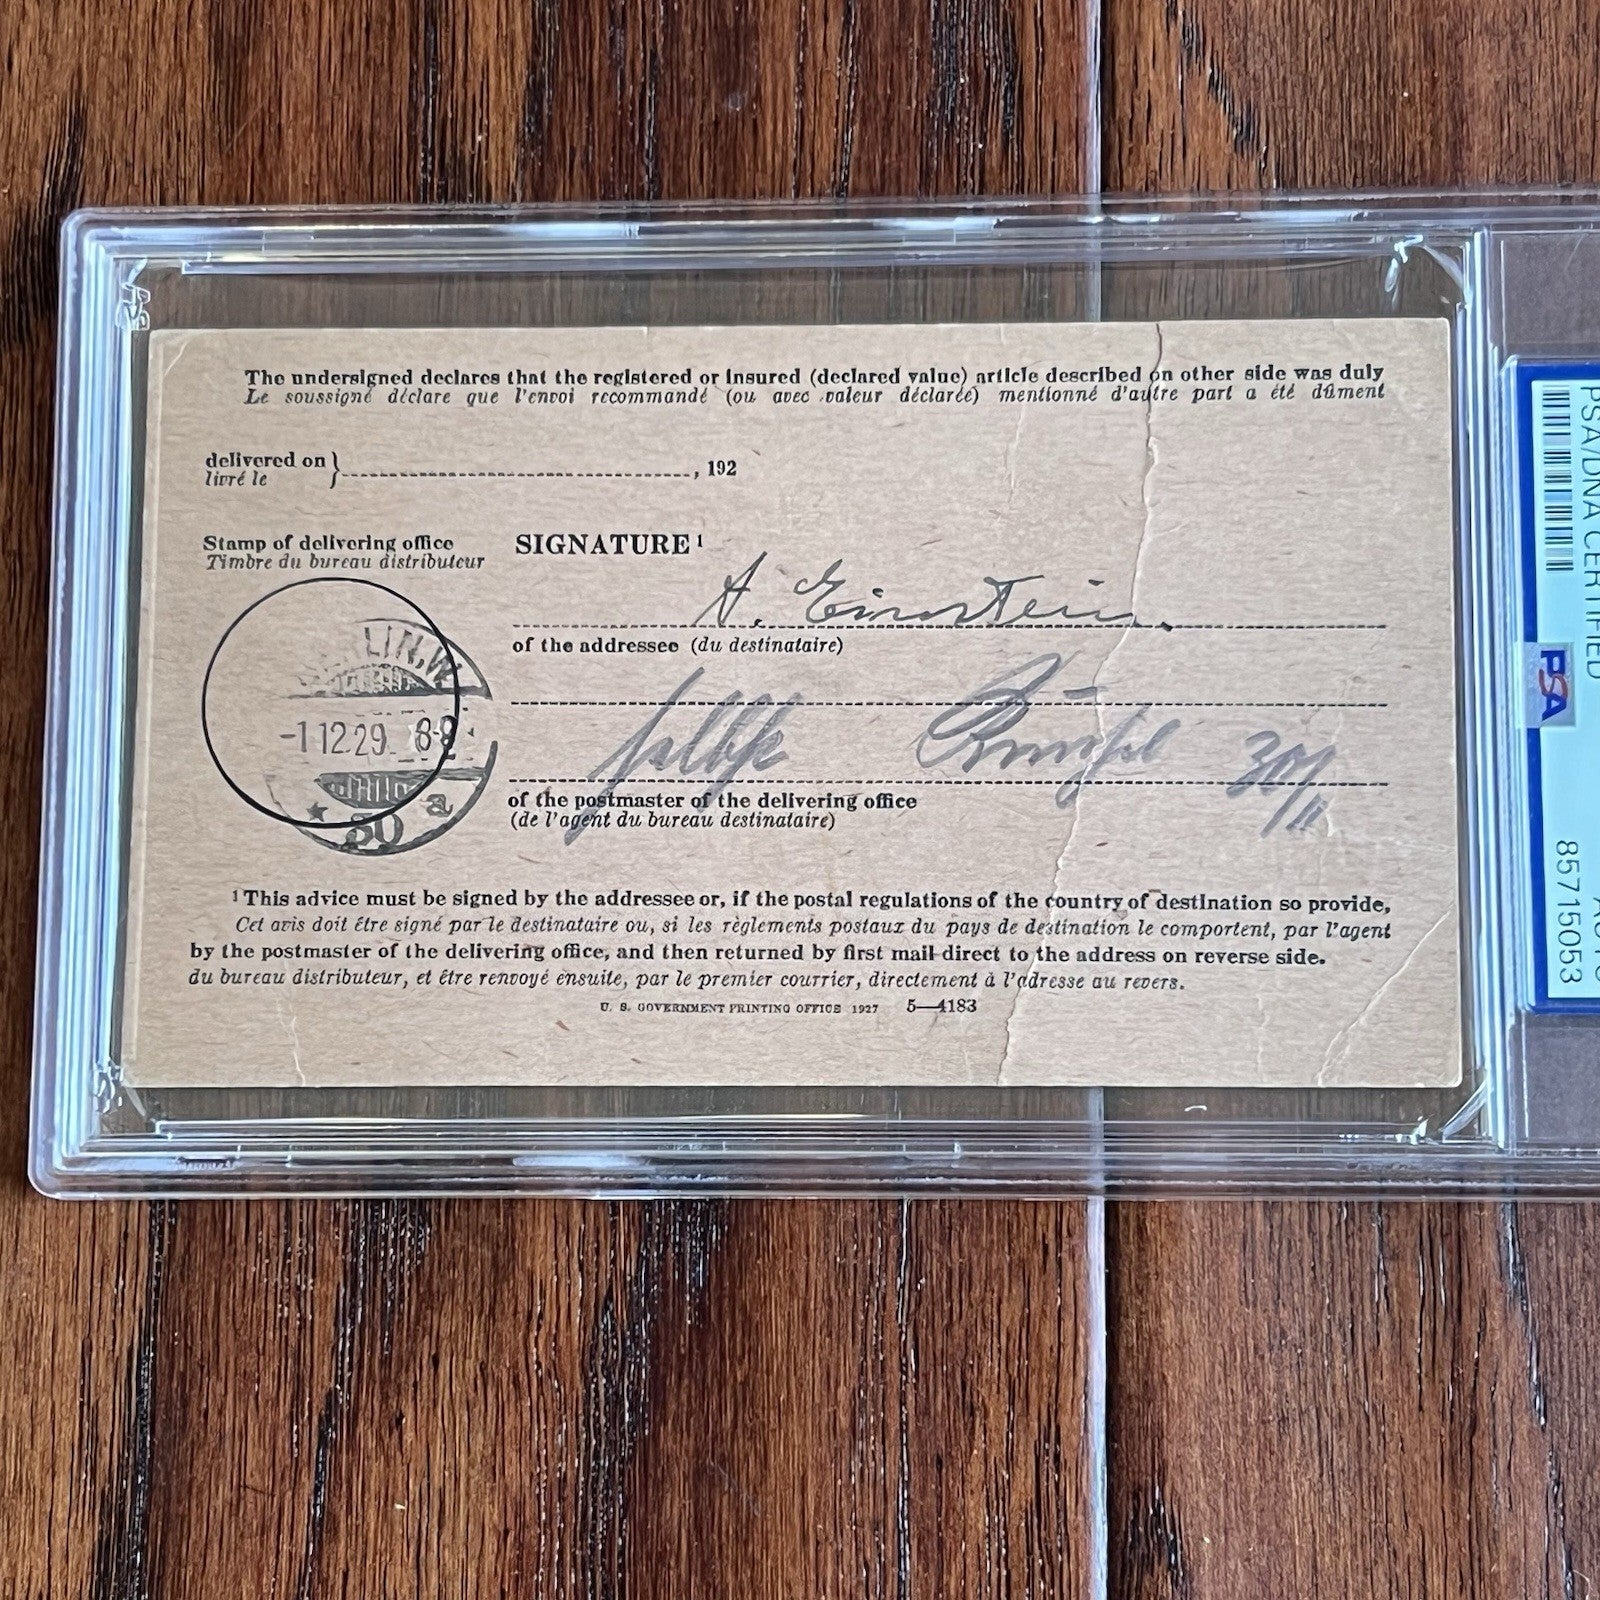 The undersigned declares that the registered or insured (declared value) article described on other side was duly
Le soussigné déclare que l'envoi recommandé (ou avec valeur déclarée) mentionné d'autre part a été dûment
delivered on }, 192
livré le
Stamp of delivering office
Timbre du bureau distributeur
SIGNATURE 1
A. Einstein.
of the addressee (du destinataire)
LIN, W
-1 12 29. 8-9
★ 30 a
30/11
of the postmaster of the delivering office
(de l'agent du bureau destinataire)
1 This advice must be signed by the addressee or, if the postal regulations of the country of destination so provide,
Cet avis doit être signé par le destinataire ou, si les règlements postaux du pays de destination le comportent, par l'agent
by the postmaster of the delivering office, and then returned by first mail direct to the address on reverse side.
du bureau distributeur, et être renvoyé ensuite, par le premier courrier, directement à l'adresse au revers.
U. S. GOVERNMENT PRINTING OFFICE 1927 5—4183
PSA/DNA CERTIFIED
85715053
PSA